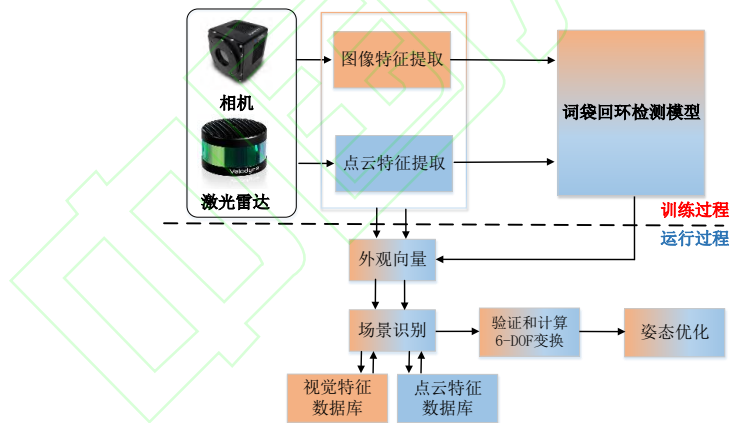 图像特征提取
相机
词袋回环检测模型
点云特征提取
Velodyne
激光雷达
训练过程
运行过程
外观向量
场景识别
验证和计算
6-DOF变换
姿态优化
视觉特征
数据库
点云特征
数据库